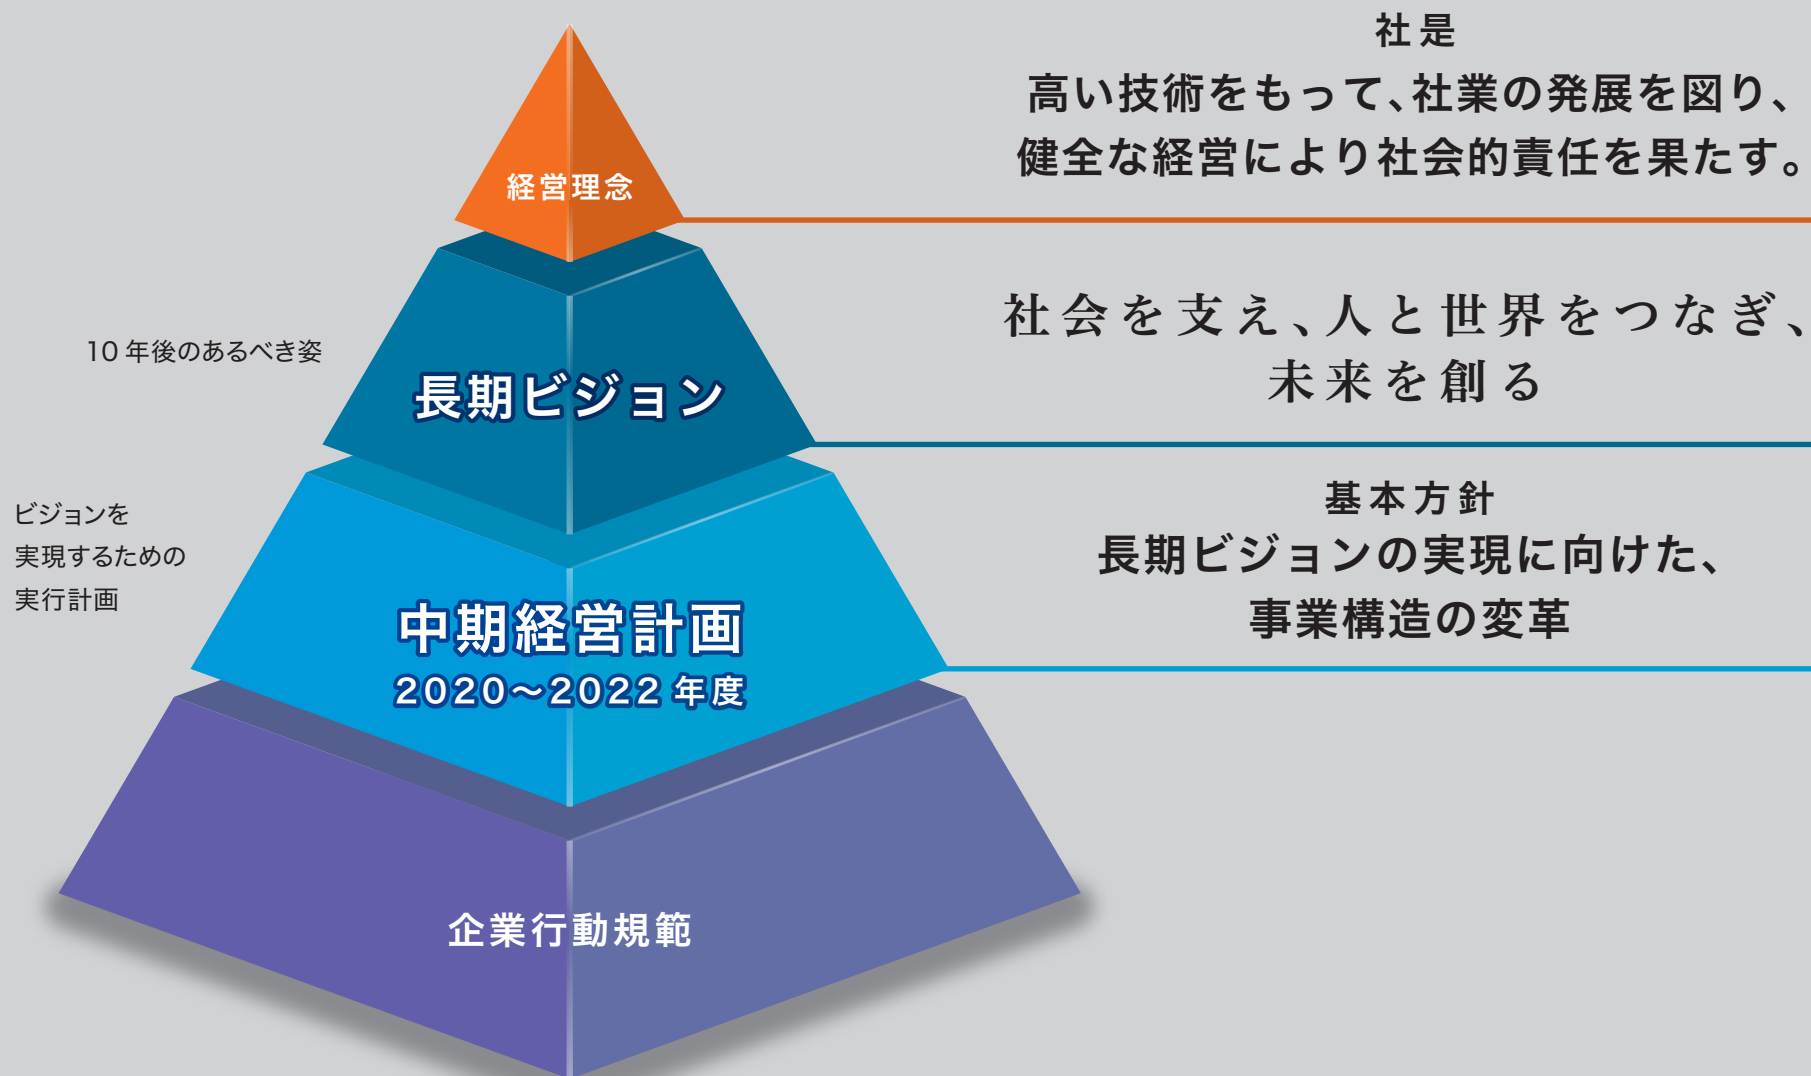 社是
高い技術をもって、社業の発展を図り、
健全な経営により社会的責任を果たす。
経営理念
社会を支え、人と世界をつなぎ、
未来を創る
10年後のあるべき姿
長期ビジョン
基本方針
長期ビジョンの実現に向けた、
事業構造の変革
ビジョンを
実現するための
実行計画
中期経営計画
2020～2022年度
企業行動規範